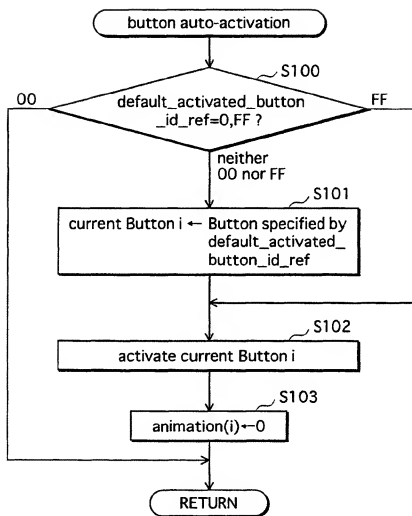 button auto-activation
S100
00
default_activated_button
_id_ref=0,FF ?
FF
neither
00 nor FF
S101
current Button i ← Button specified by
default_activated_
button_id_ref
S102
activate current Button i
S103
animation(i)←0
RETURN